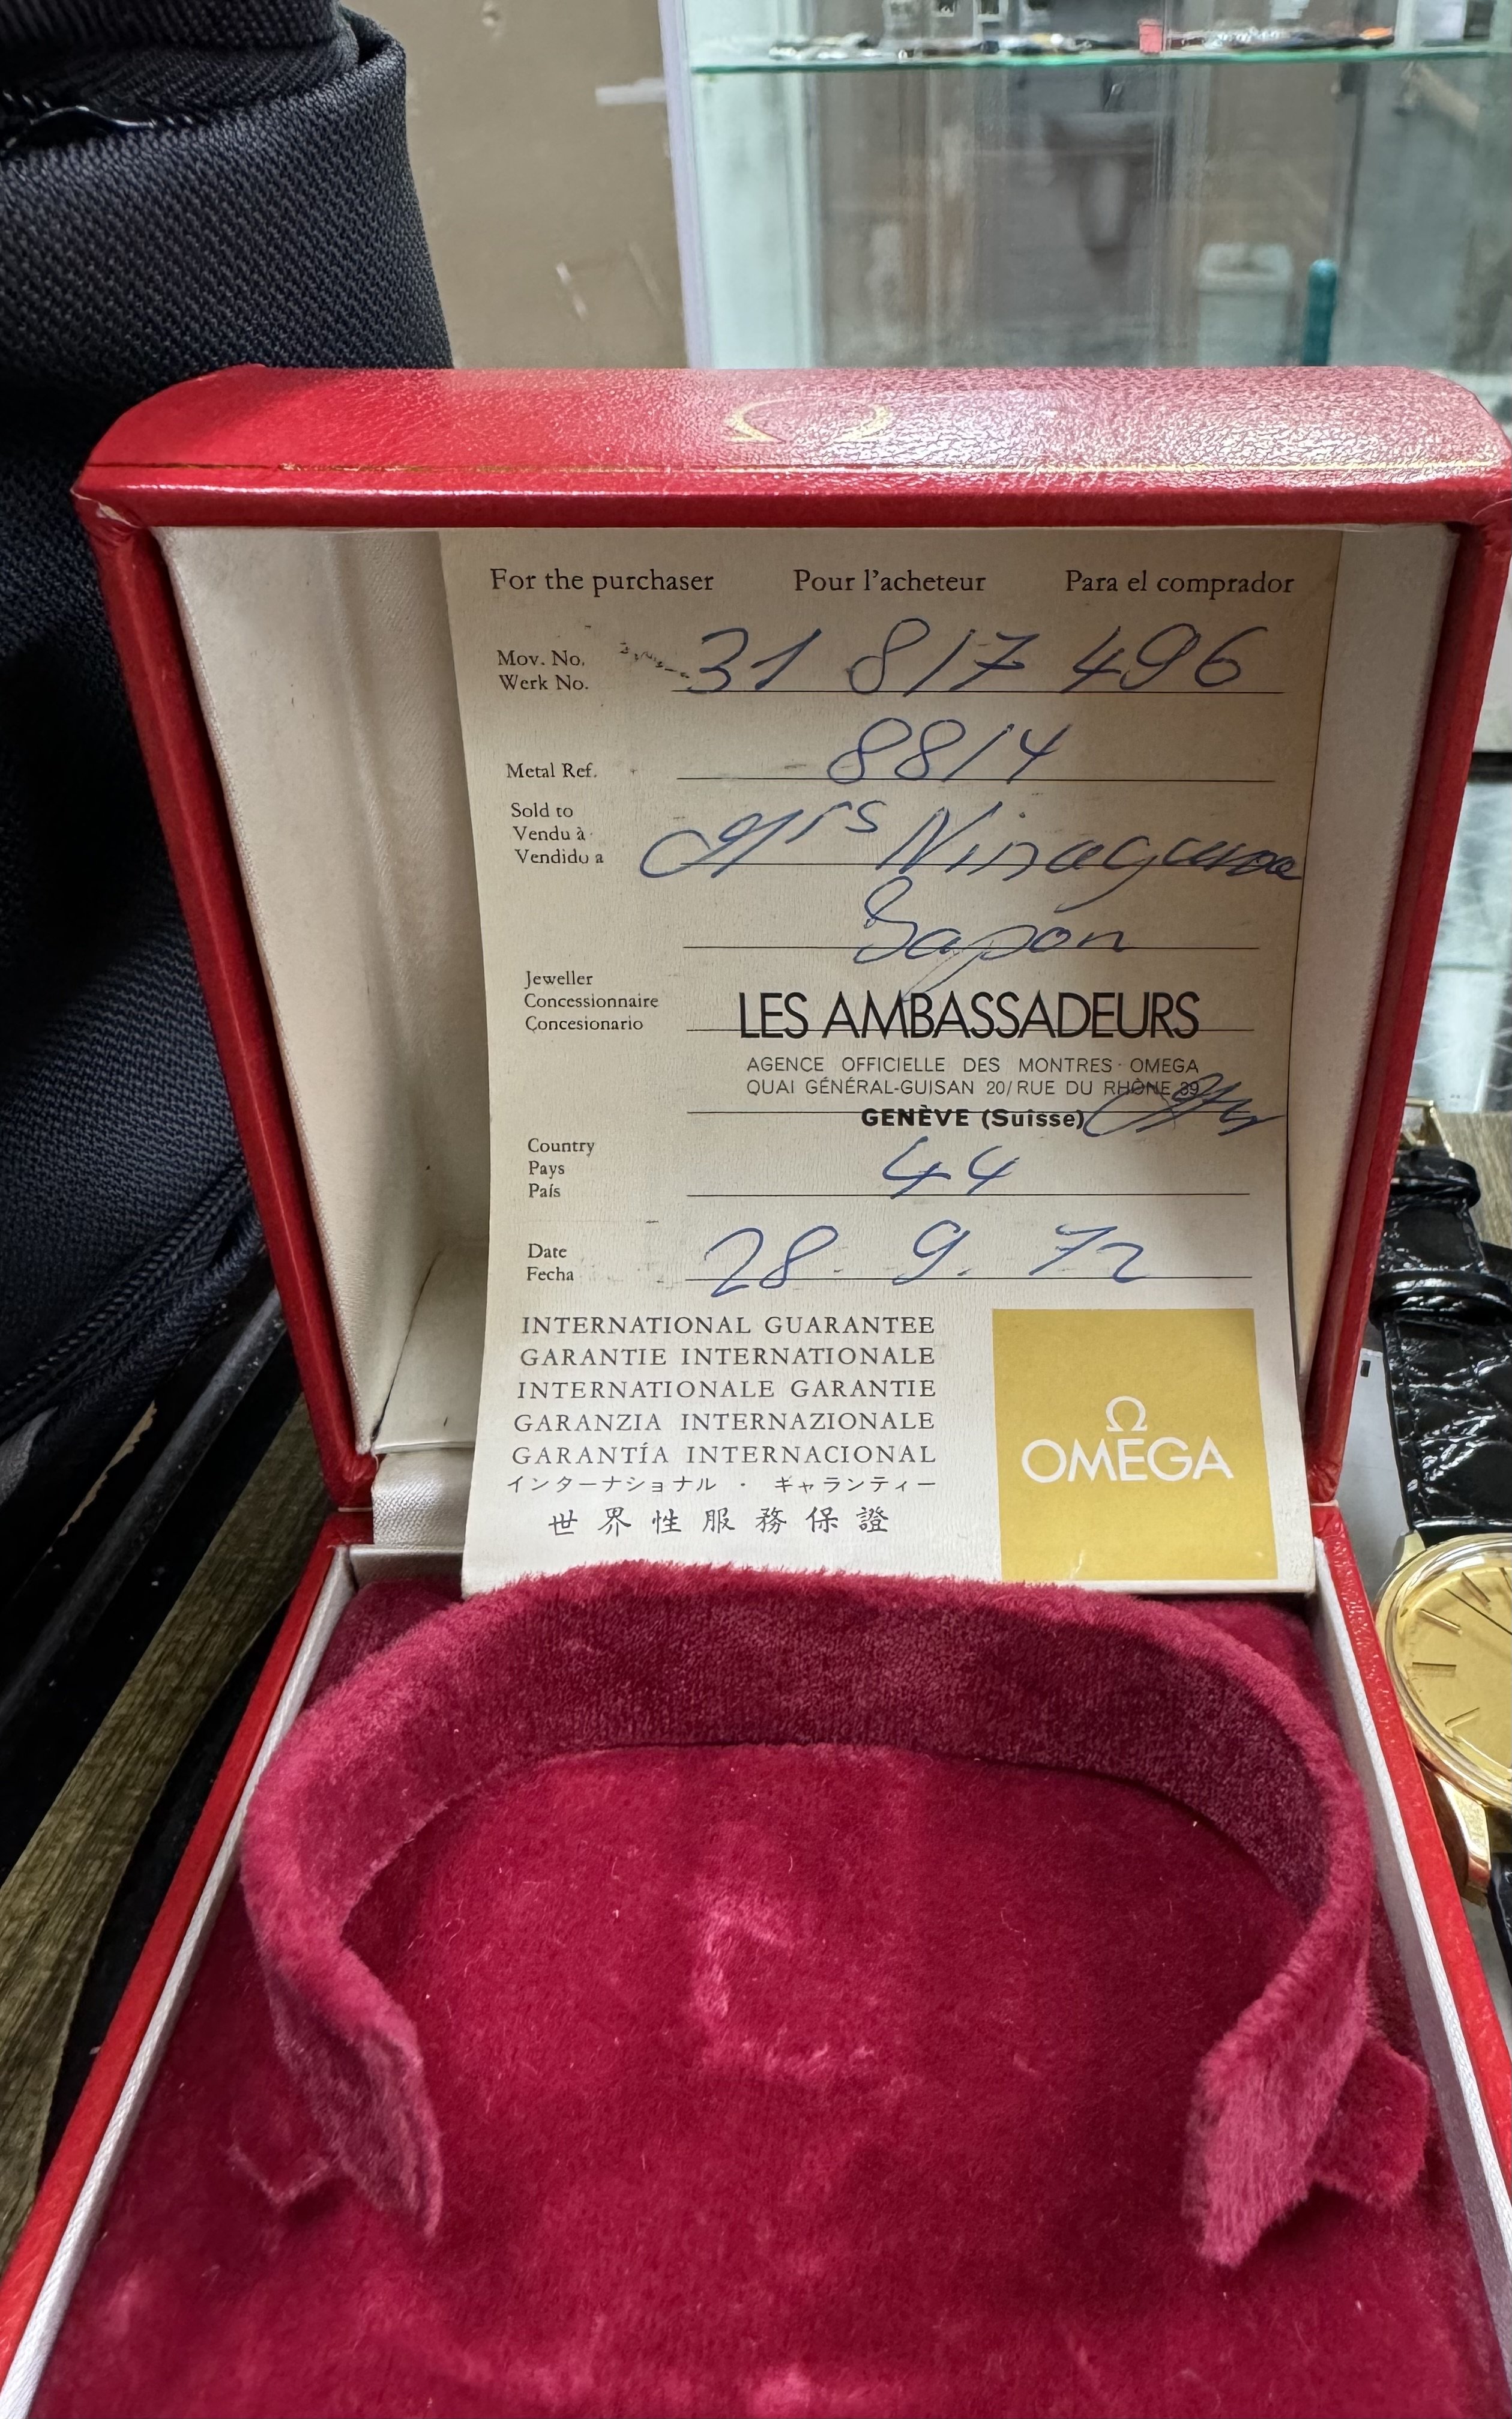 For the purchaser Pour l'acheteur Para el comprador
Mov. No. 31 817 496
Werk No.
Metal Ref. 8814
Sold to
Vendu à
Vendido a
Japon
Jeweller
Concessionnaire LES AMBASSADEURS
Concesionario
AGENCE OFFICIELLE DES MONTRES · OMEGA
QUAI GÉNÉRAL-GUISAN 20/RUE DU RHÔNE 39
GENÈVE (Suisse)
Country
Pays 44
País
Date 28. 9. 72
Fecha
INTERNATIONAL GUARANTEE
GARANTIE INTERNATIONALE
INTERNATIONALE GARANTIE
GARANZIA INTERNAZIONALE
GARANTÍA INTERNACIONAL
インターナショナル · ギャランティー
世界性服務保證
Ω
OMEGA